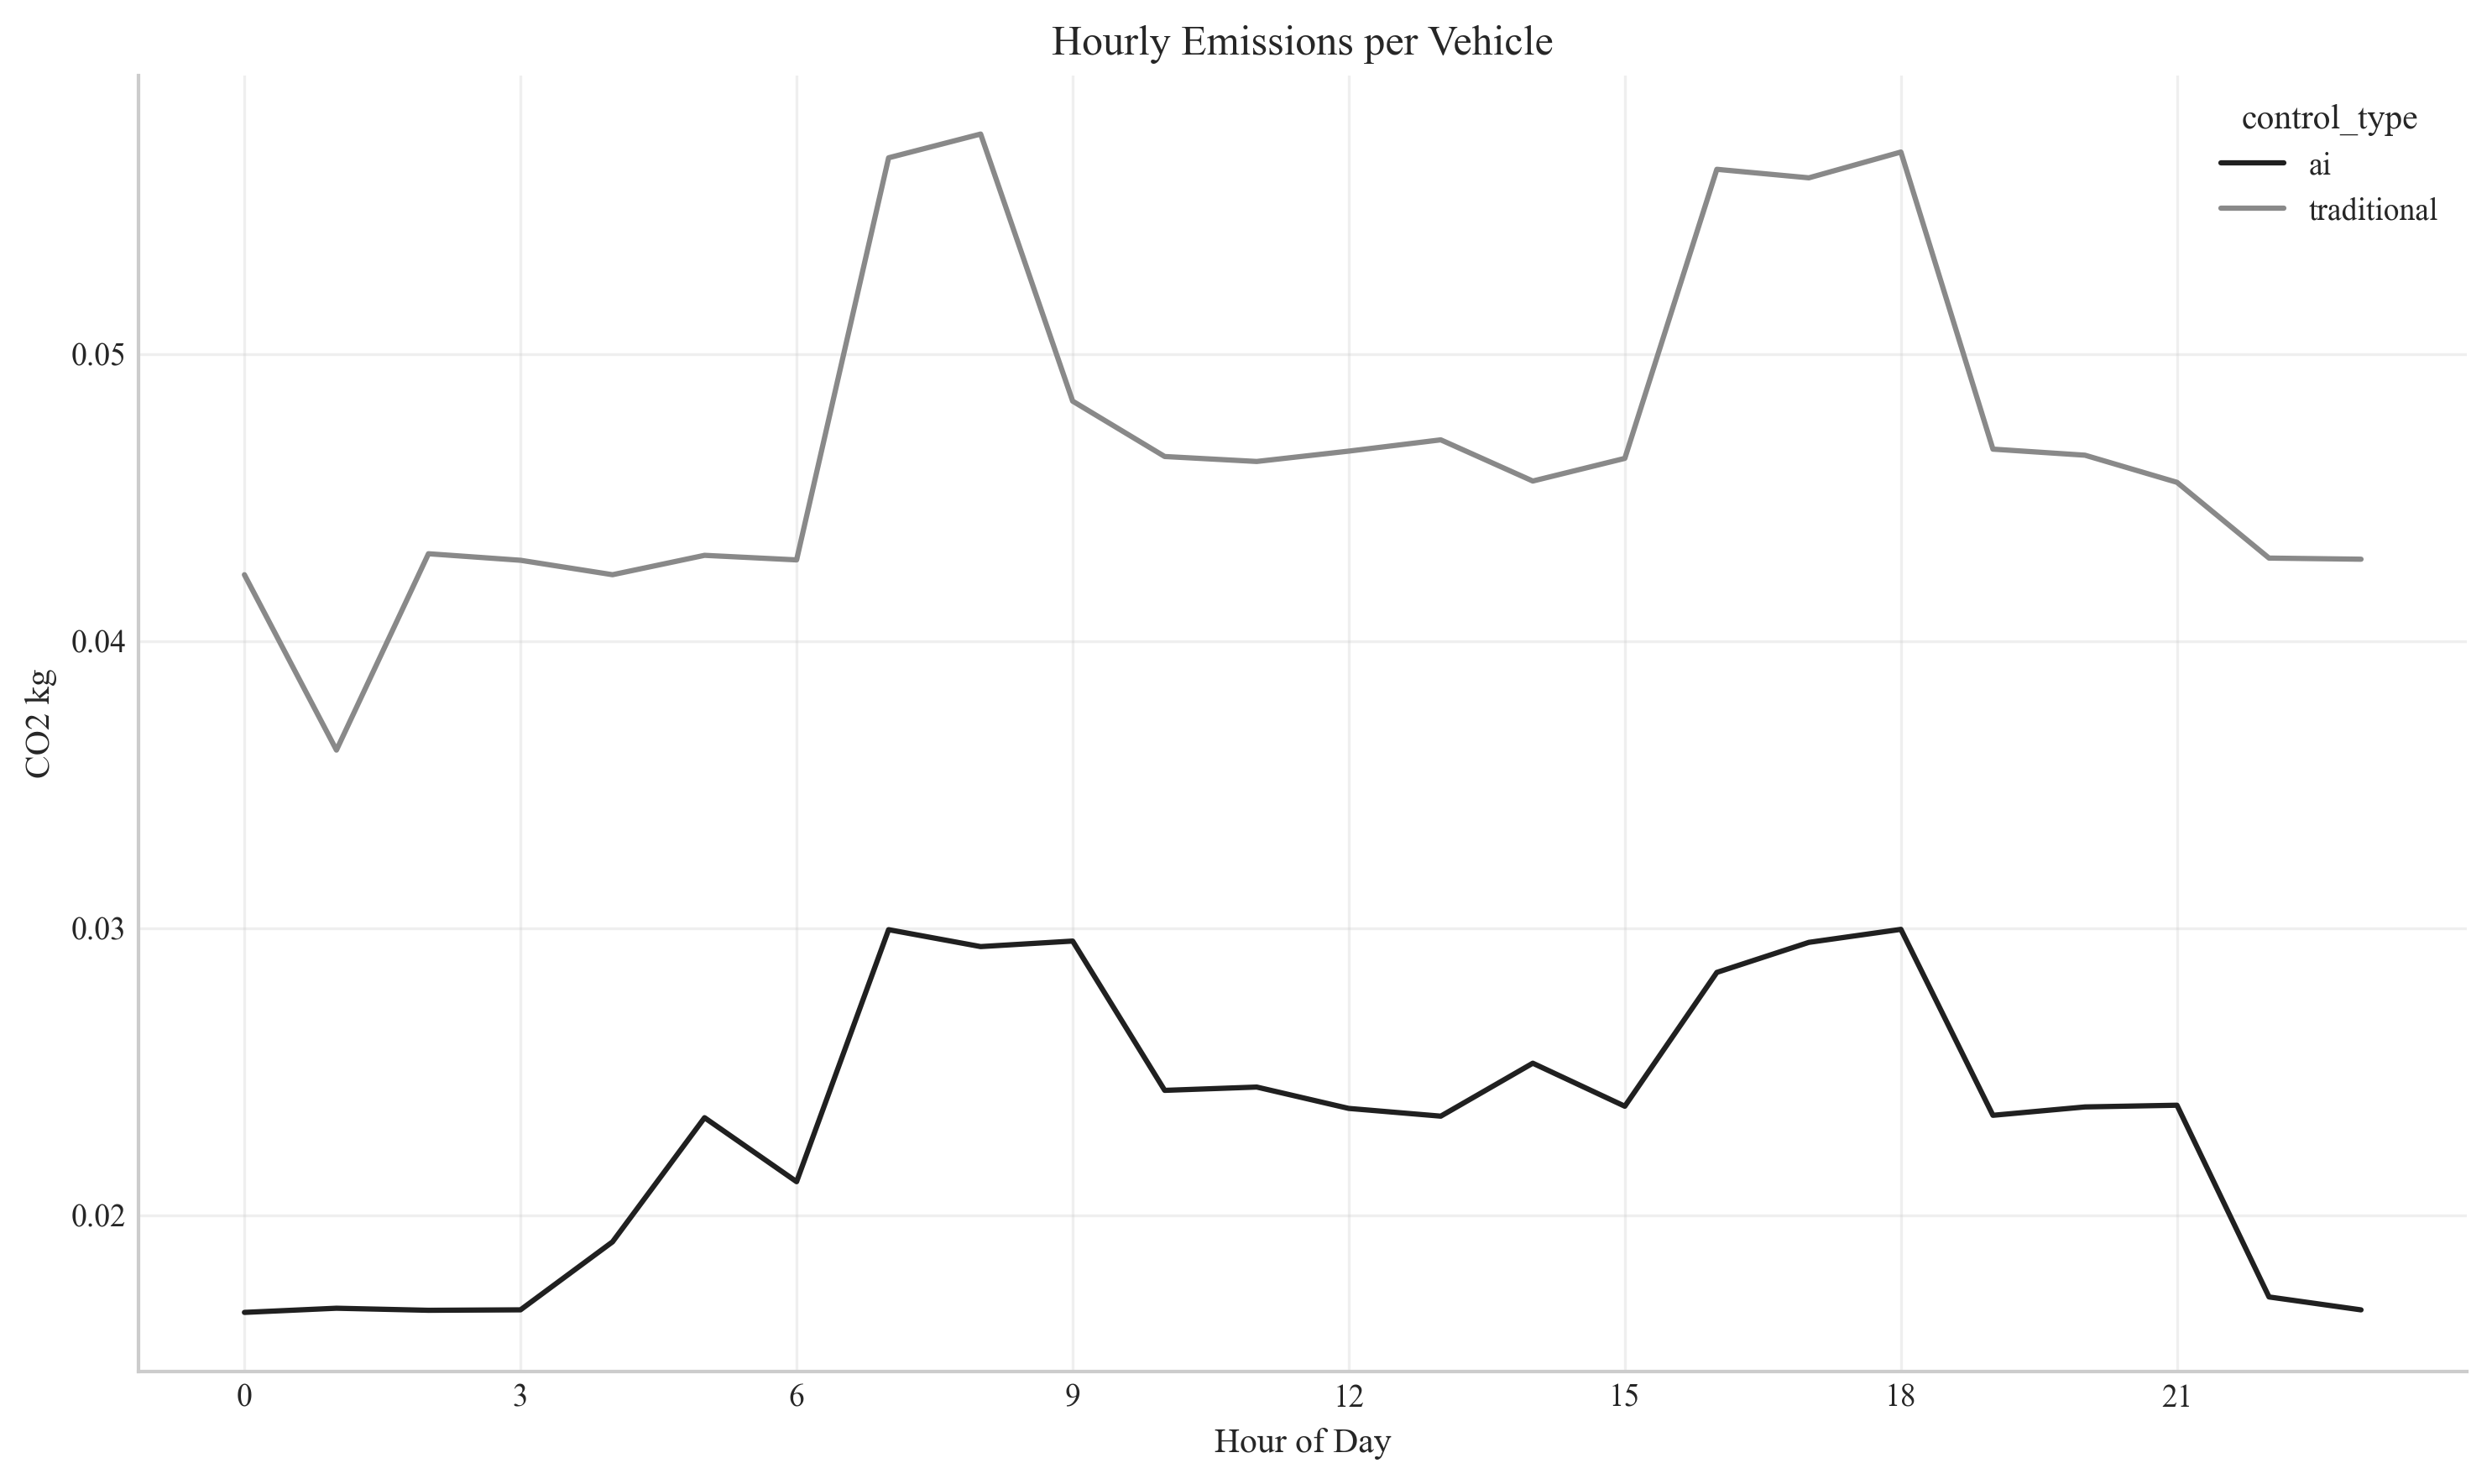 Hourly Emissions per Vehicle
control_type
ai
traditional
0.05
0.04
0.03
0.02
CO2 kg
0 3 6 9 12 15 18 21
Hour of Day